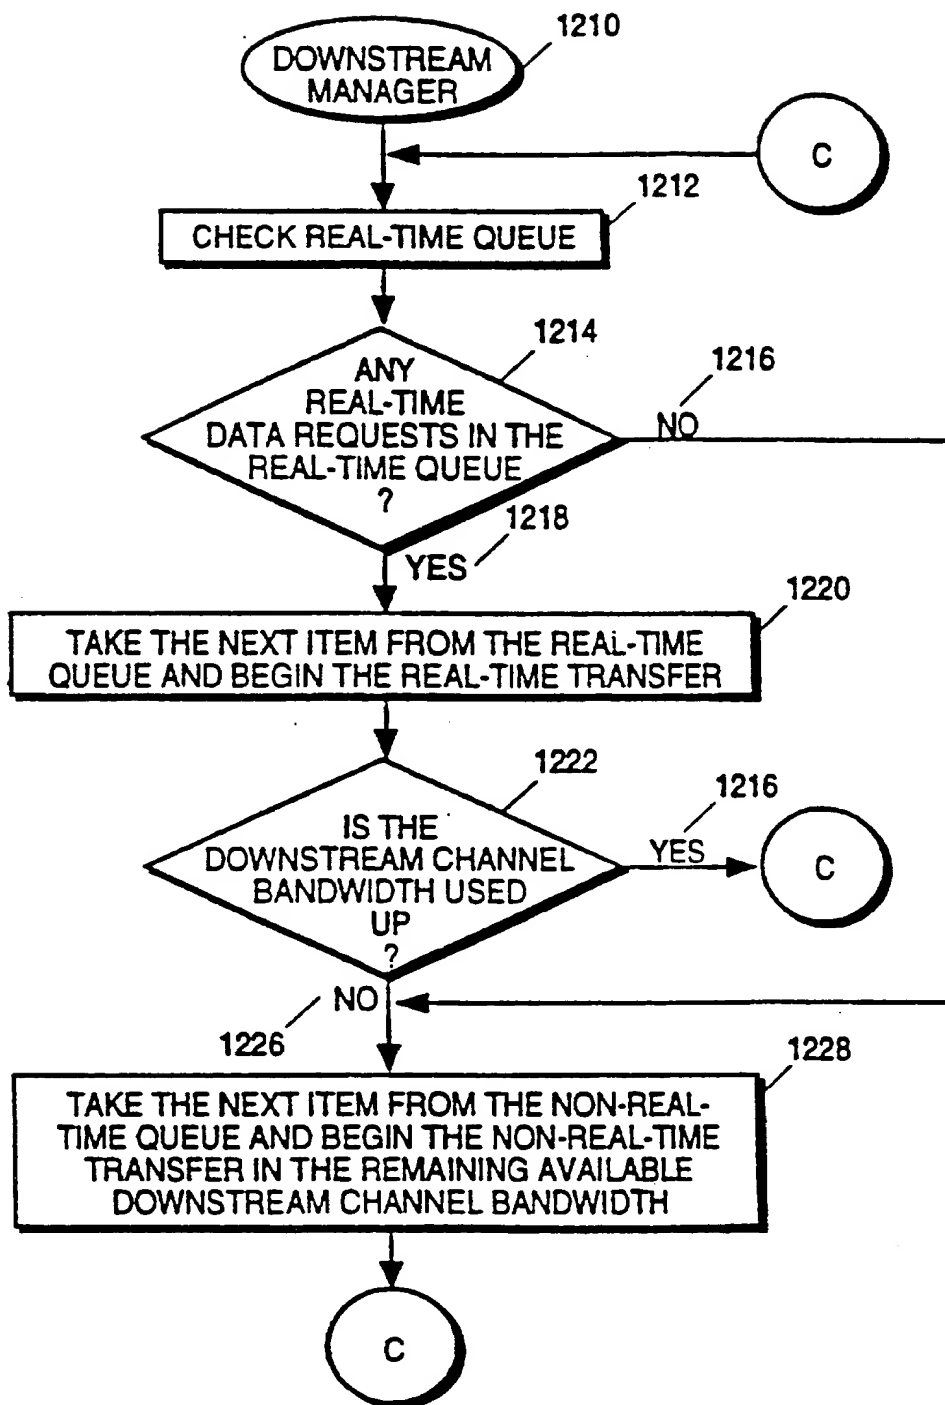 1210
DOWNSTREAM
MANAGER
C
1212
CHECK REAL-TIME QUEUE
1214
ANY
REAL-TIME
DATA REQUESTS IN THE
REAL-TIME QUEUE
?
1216
NO
1218
YES
1220
TAKE THE NEXT ITEM FROM THE REAL-TIME
QUEUE AND BEGIN THE REAL-TIME TRANSFER
1222
IS THE
DOWNSTREAM CHANNEL
BANDWIDTH USED
UP
?
1216
YES
C
NO
1226
1228
TAKE THE NEXT ITEM FROM THE NON-REAL-
TIME QUEUE AND BEGIN THE NON-REAL-TIME
TRANSFER IN THE REMAINING AVAILABLE
DOWNSTREAM CHANNEL BANDWIDTH
C